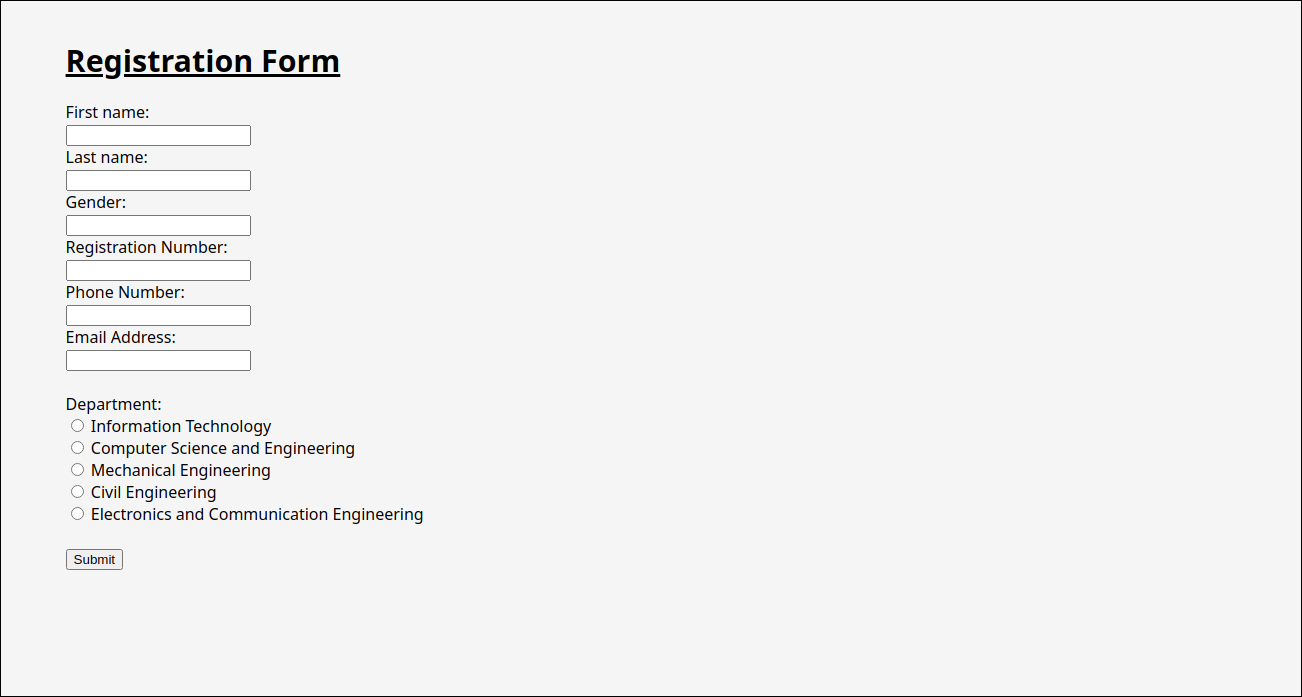 Registration Form
First name:
Last name:
Gender:
Registration Number:
Phone Number:
Email Address:
Department:
Information Technology
Computer Science and Engineering
Mechanical Engineering
Civil Engineering
Electronics and Communication Engineering
Submit